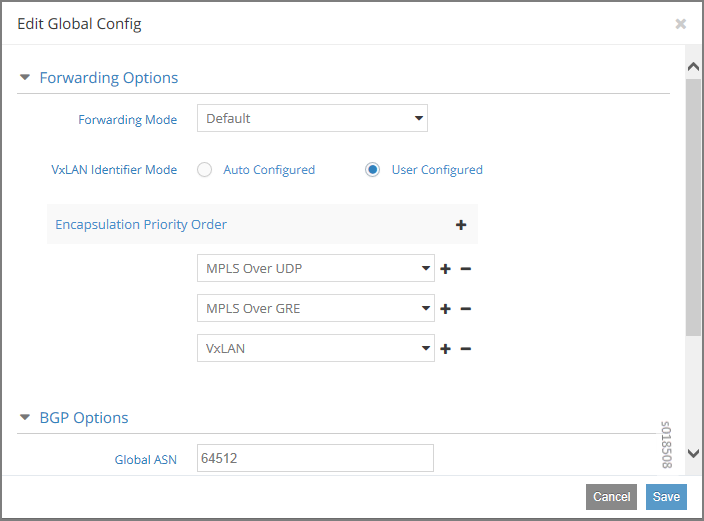 Edit Global Config
Forwarding Options
Forwarding Mode Default
VxLAN Identifier Mode Auto Configured User Configured
Encapsulation Priority Order
MPLS Over UDP
MPLS Over GRE
VxLAN
BGP Options
Global ASN 64512
s018508
Cancel Save